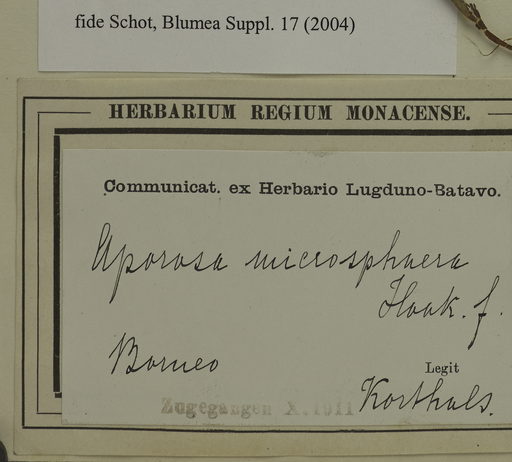 fide Schot, Blumea Suppl. 17 (2004)
HERBARIUM REGIUM MONACENSE.
Communicat. ex Herbario Lugduno-Batavo.
Aporosa microsphaera
Hook. f.
Borneo
Legit
Korthals.
Zugegangen X. 1911